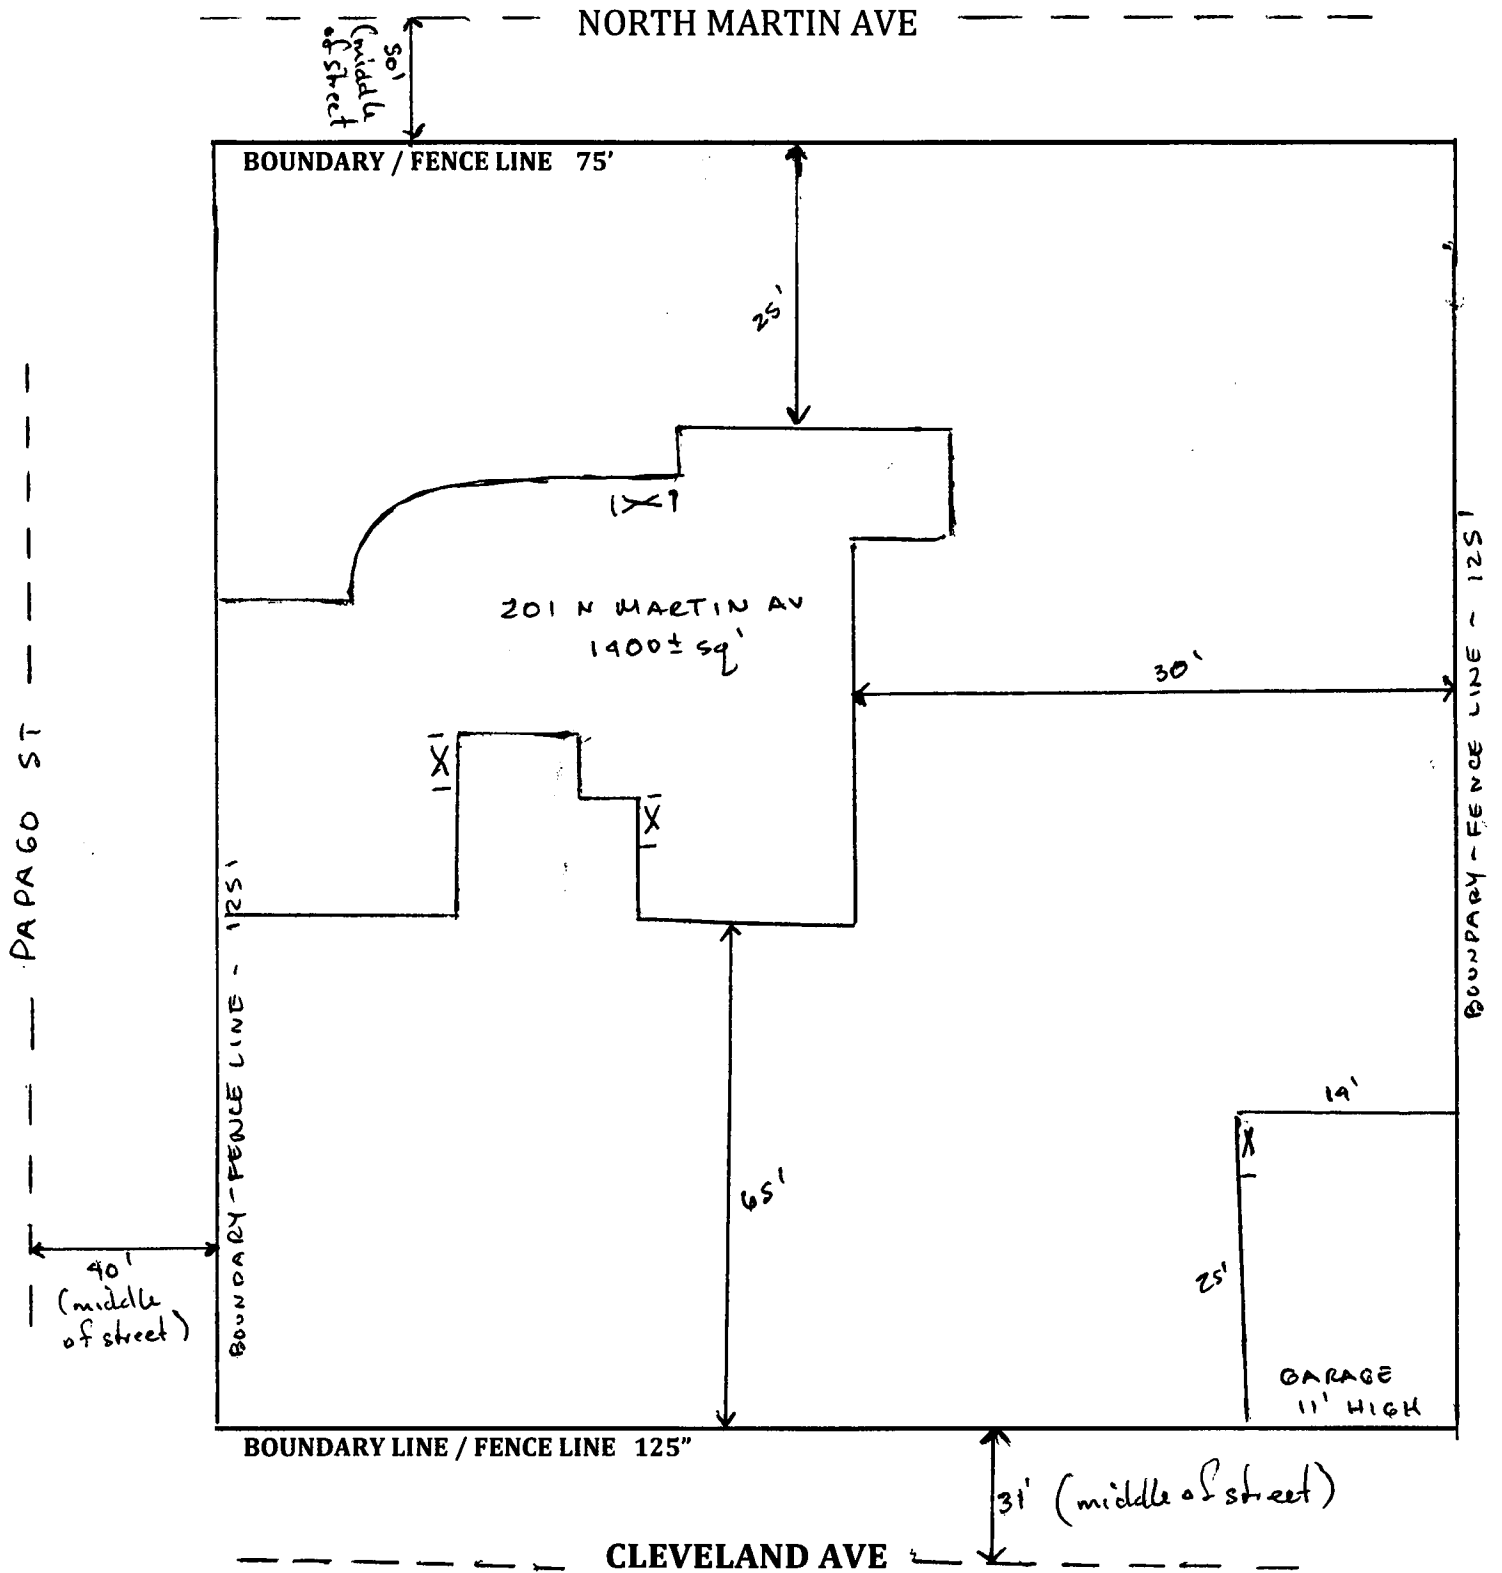 NORTH MARTIN AVE
50'
(middle
of street
BOUNDARY / FENCE LINE 75'
25'
X
201 N MARTIN AV
1400± sq'
30'
X
X
PAPAGO ST
BOUNDARY-FENCE LINE - 125'
BOUNDARY-FENCE LINE - 125'
65'
14'
X
25'
GARAGE
11' HIGH
40'
(middle
of street)
BOUNDARY LINE / FENCE LINE 125"
31' (middle of street)
CLEVELAND AVE